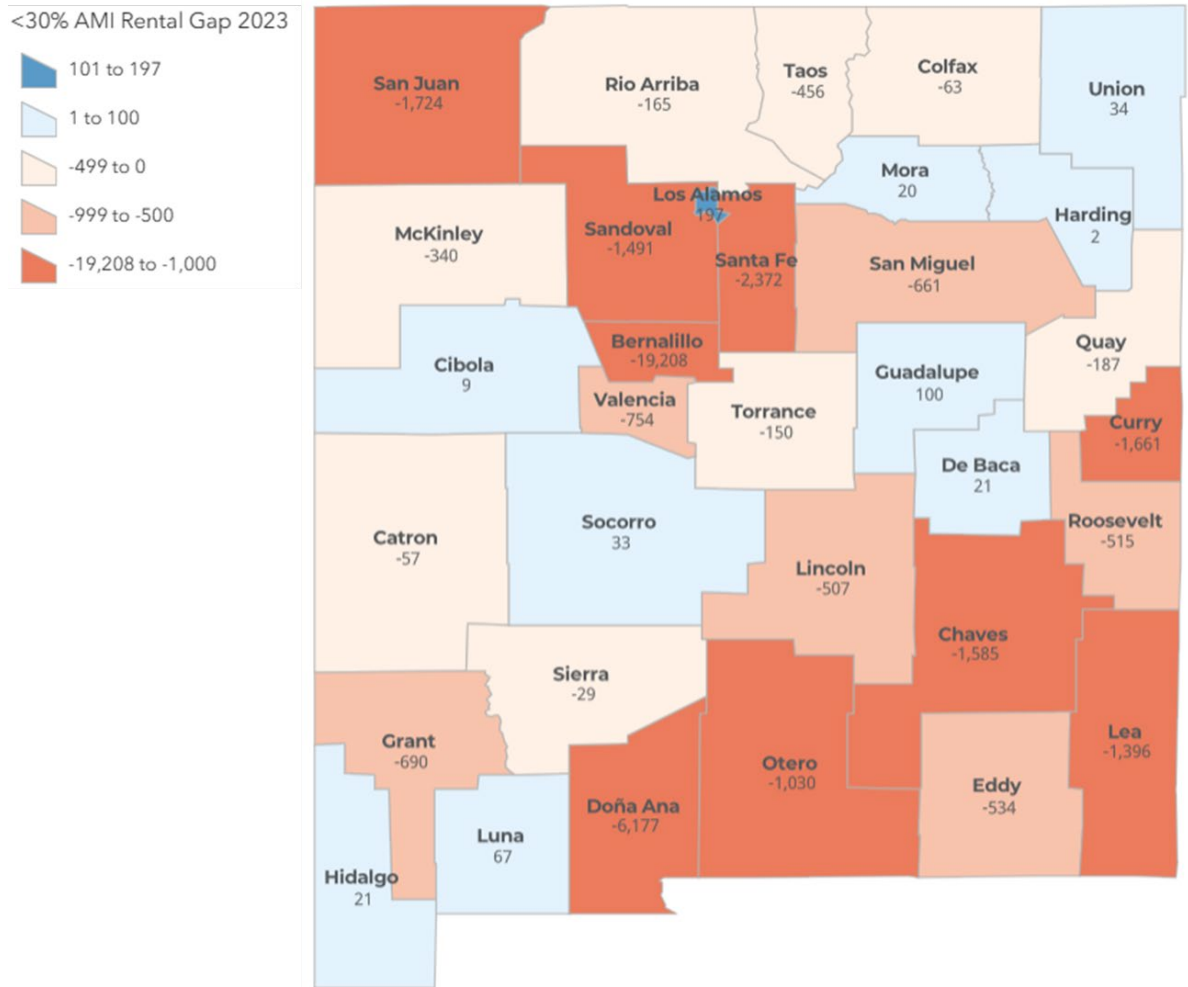 <30% AMI Rental Gap 2023
101 to 197
1 to 100
-499 to 0
-999 to -500
-19,208 to -1,000
San Juan
-1,724
Rio Arriba
-165
Taos
-456
Colfax
-63
Union
34
Mora
20
Harding
2
Los Alamos
197
McKinley
-340
Sandoval
-1,491
Santa Fe
-2,372
San Miguel
-661
Quay
-187
Cibola
9
Bernalillo
-19,208
Valencia
-754
Torrance
-150
Guadalupe
100
Curry
-1,661
De Baca
21
Catron
-57
Socorro
33
Lincoln
-507
Roosevelt
-515
Chaves
-1,585
Sierra
-29
Grant
-690
Otero
-1,030
Lea
-1,396
Eddy
-534
Doña Ana
-6,177
Luna
67
Hidalgo
21